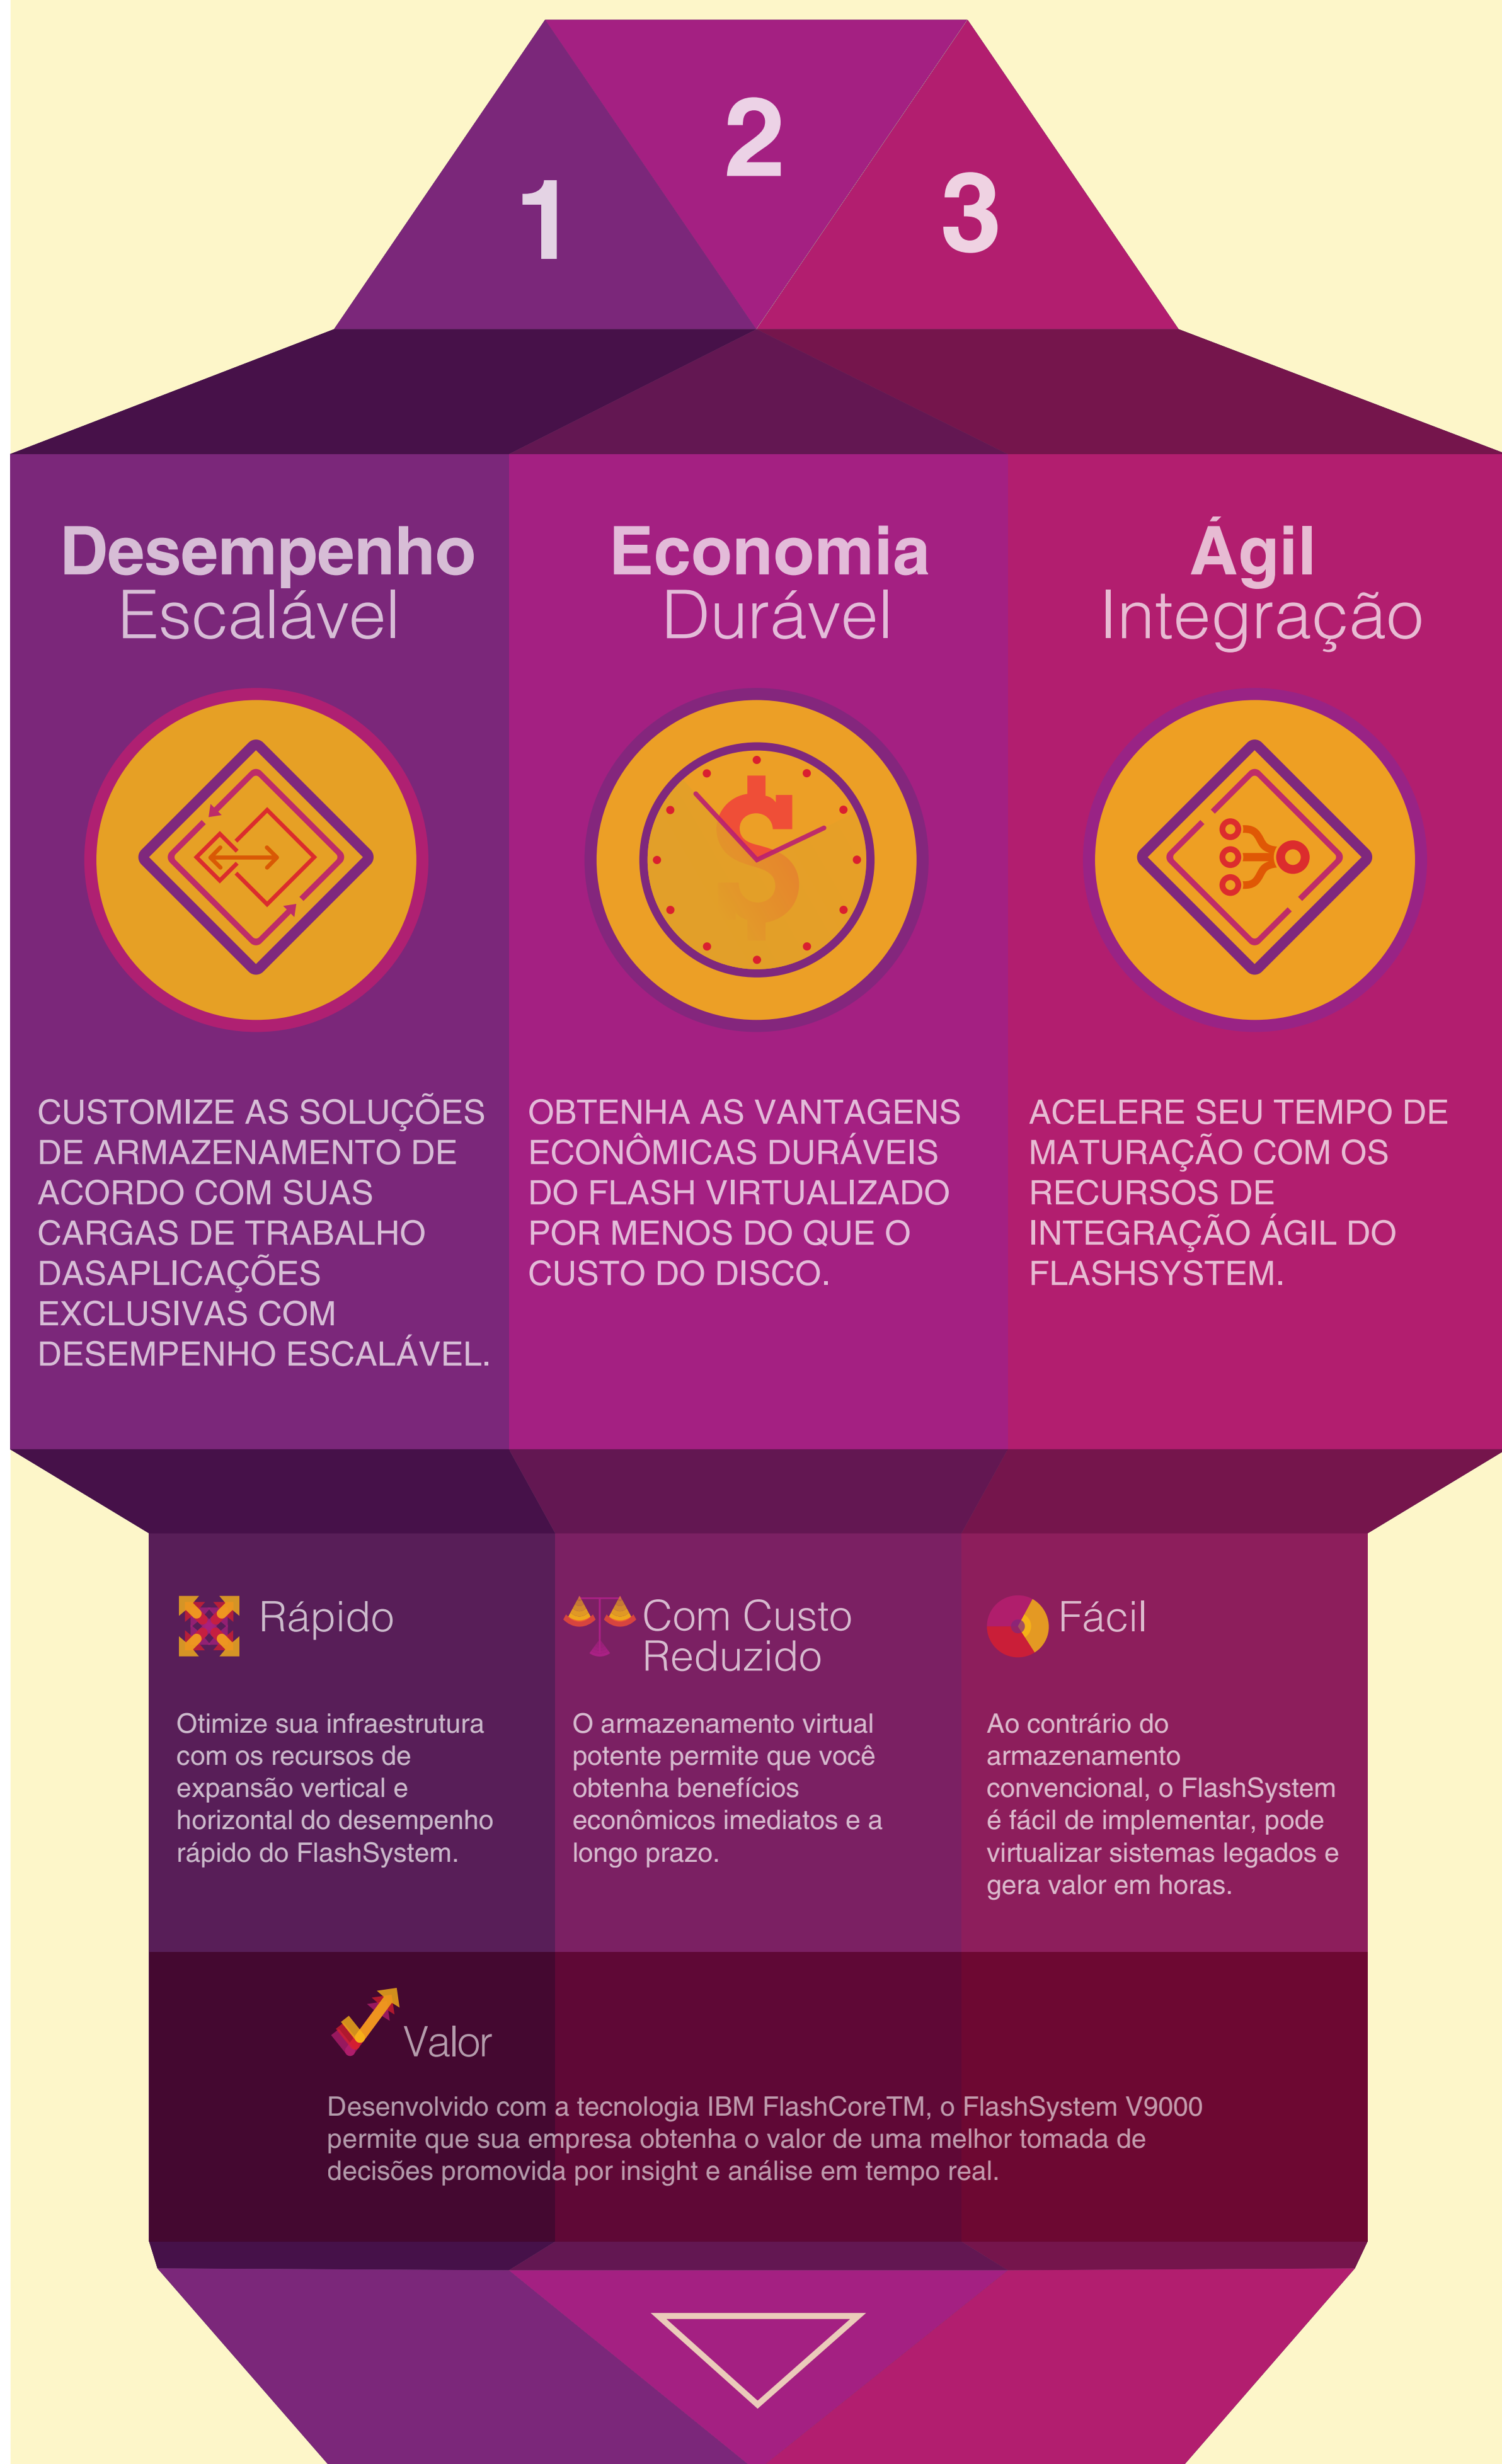 1
2
3
Desempenho
Escalável
CUSTOMIZE AS SOLUÇÕES
DE ARMAZENAMENTO DE
ACORDO COM SUAS
CARGAS DE TRABALHO
DASAPLICAÇÕES
EXCLUSIVAS COM
DESEMPENHO ESCALÁVEL.
Economia
Durável
OBTENHA AS VANTAGENS
ECONÔMICAS DURÁVEIS
DO FLASH VIRTUALIZADO
POR MENOS DO QUE O
CUSTO DO DISCO.
Ágil
Integração
ACELERE SEU TEMPO DE
MATURAÇÃO COM OS
RECURSOS DE
INTEGRAÇÃO ÁGIL DO
FLASHSYSTEM.
Rápido
Otimize sua infraestrutura
com os recursos de
expansão vertical e
horizontal do desempenho
rápido do FlashSystem.
Com Custo
Reduzido
O armazenamento virtual
potente permite que você
obtenha benefícios
econômicos imediatos e a
longo prazo.
Fácil
Ao contrário do
armazenamento
convencional, o FlashSystem
é fácil de implementar, pode
virtualizar sistemas legados e
gera valor em horas.
Valor
Desenvolvido com a tecnologia IBM FlashCoreTM, o FlashSystem V9000
permite que sua empresa obtenha o valor de uma melhor tomada de
decisões promovida por insight e análise em tempo real.